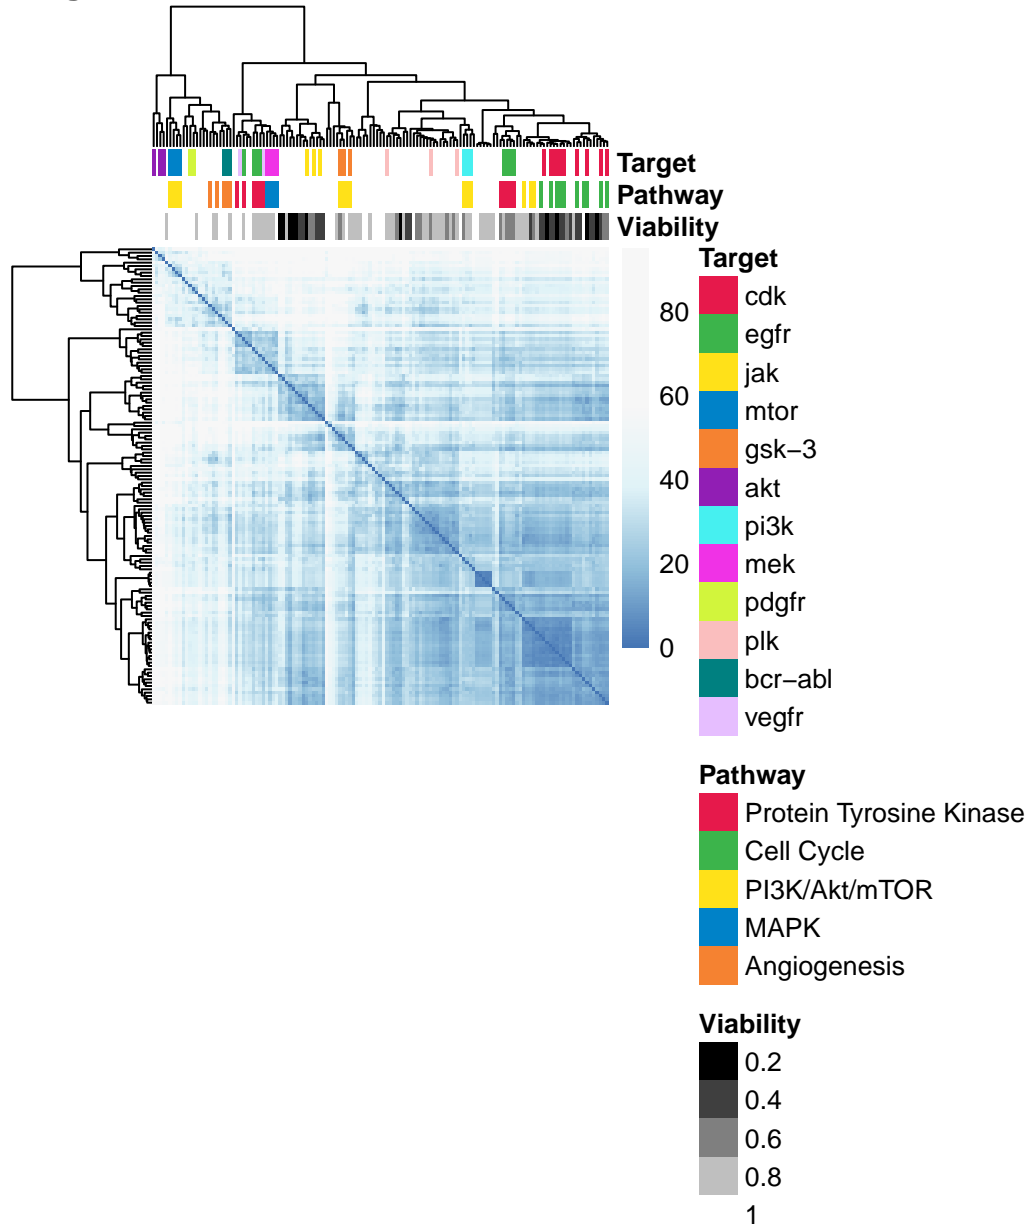 Target
Pathway
Viability
80
60
40
20
0
Target
cdk
egfr
jak
mtor
gsk−3
akt
pi3k
mek
pdgfr
plk
bcr−abl
vegfr
Pathway
Protein Tyrosine Kinase
Cell Cycle
PI3K/Akt/mTOR
MAPK
Angiogenesis
Viability
0.2
0.4
0.6
0.8
1